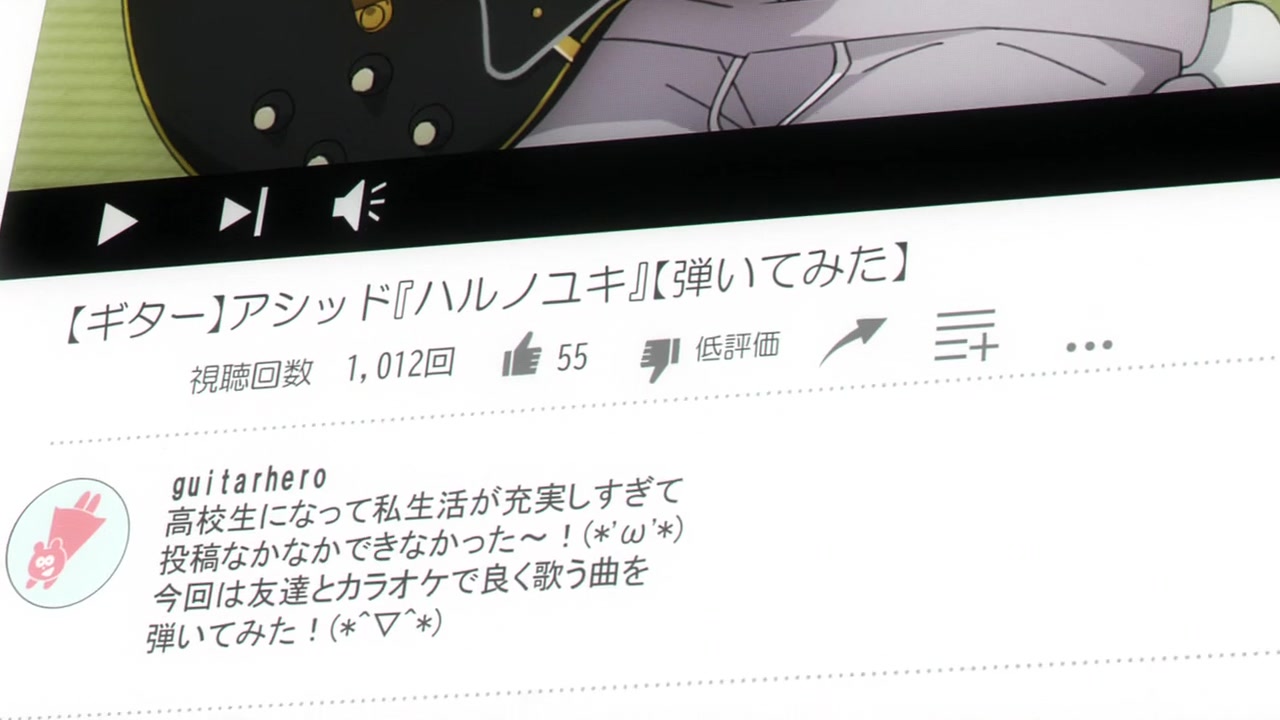 【ギター】アシッド『ハルノユキ』【弾いてみた】
視聴回数 1,012回 55 低評価
guitarhero
高校生になって私生活が充実しすぎて
投稿なかなかできなかった～！(*'ω'*)
今回は友達とカラオケで良く歌う曲を
弾いてみた！(*^▽^*)